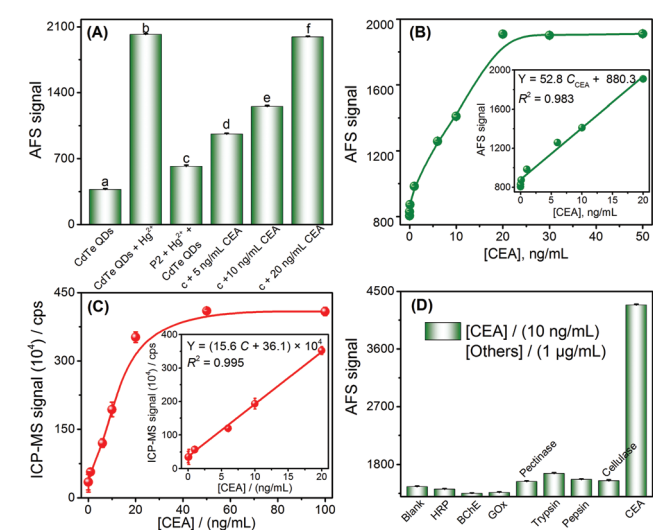 (A)
2100
1400
700
0
AFS signal
a
b
c
d
e
f
CdTe QDs
CdTe QDs + Hg²⁺
P2 + Hg²⁺ +
CdTe QDs
c + 5 ng/mL CEA
c +10 ng/mL CEA
c + 20 ng/mL CEA
(B)
2000
1600
1200
800
AFS signal
0 10 20 30 40 50
[CEA], ng/mL
2000
1600
1200
800
AFS signal
Y = 52.8 C_CEA + 880.3
R² = 0.983
0 5 10 15 20
[CEA], ng/mL
(C)
450
300
150
0
ICP-MS signal (10⁴) / cps
0 20 40 60 80 100
[CEA] / (ng/mL)
450
300
150
0
ICP-MS signal (10⁴) / cps
Y = (15.6 C + 36.1) × 10⁴
R² = 0.995
0 5 10 15 20
[CEA] / (ng/mL)
(D)
4500
3600
2700
1800
AFS signal
[CEA] / (10 ng/mL)
[Others] / (1 µg/mL)
Blank
HRP
BChE
GOx
Pectinase
Trypsin
Pepsin
Cellulase
CEA